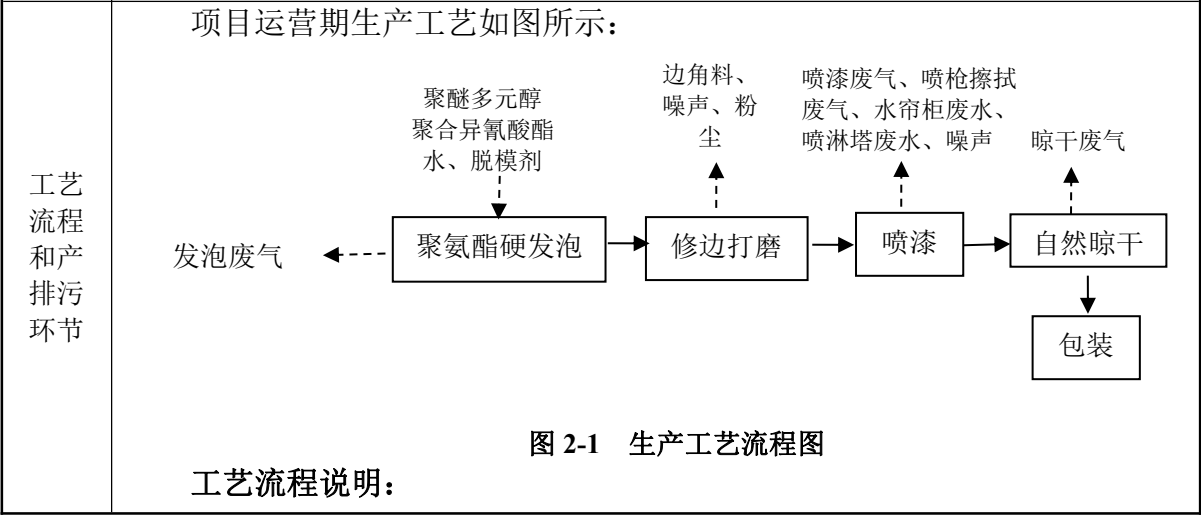 项目运营期生产工艺如图所示：
工艺
流程
和产
排污
环节
聚醚多元醇
聚合异氰酸酯
水、脱模剂
边角料、
噪声、粉
尘
喷漆废气、喷枪擦拭
废气、水帘柜废水、
喷淋塔废水、噪声
晾干废气
发泡废气
聚氨酯硬发泡
修边打磨
喷漆
自然晾干
包装
图 2-1 生产工艺流程图
工艺流程说明：